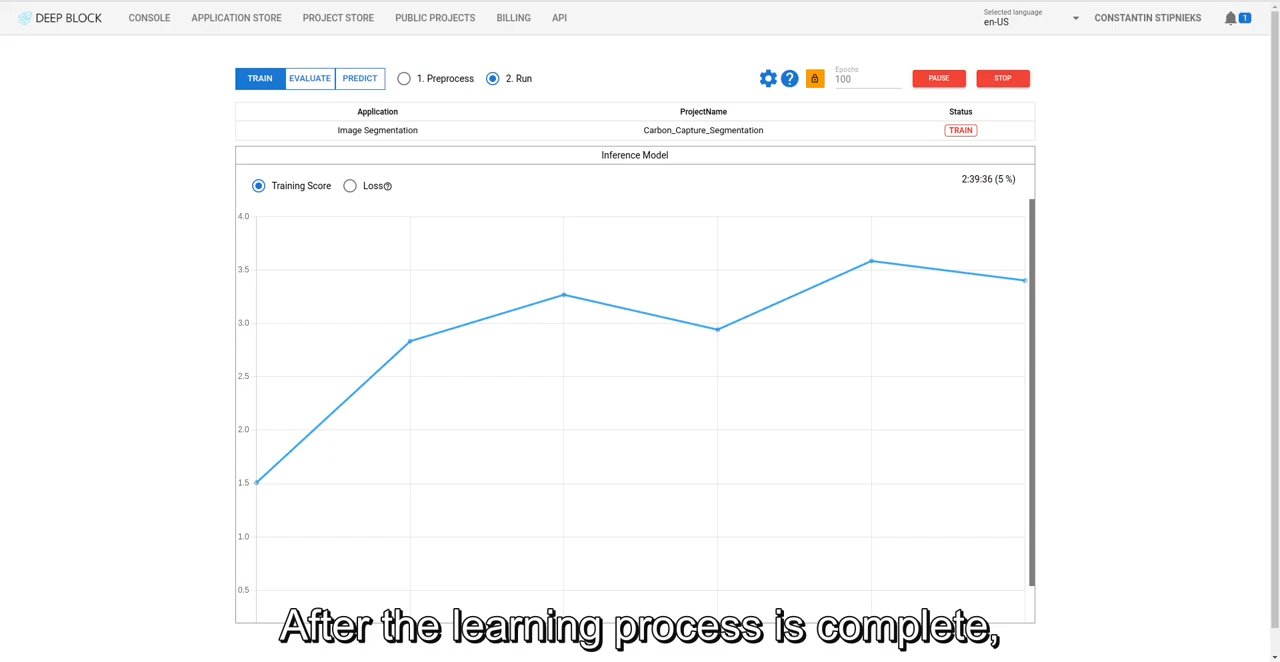 DEEP BLOCK CONSOLE APPLICATION STORE PROJECT STORE PUBLIC PROJECTS BILLING API Selected language CONSTANTIN STIPNIEKS 1
en-US
TRAIN EVALUATE PREDICT 1. Preprocess 2. Run ? Epochs PAUSE STOP
100
Application ProjectName Status
Image Segmentation Carbon_Capture_Segmentation TRAIN
Inference Model
Training Score Loss? 2:39:36 (5 %)
4.0
3.5
3.0
2.5
2.0
1.5
1.0
0.5
After the learning process is complete,